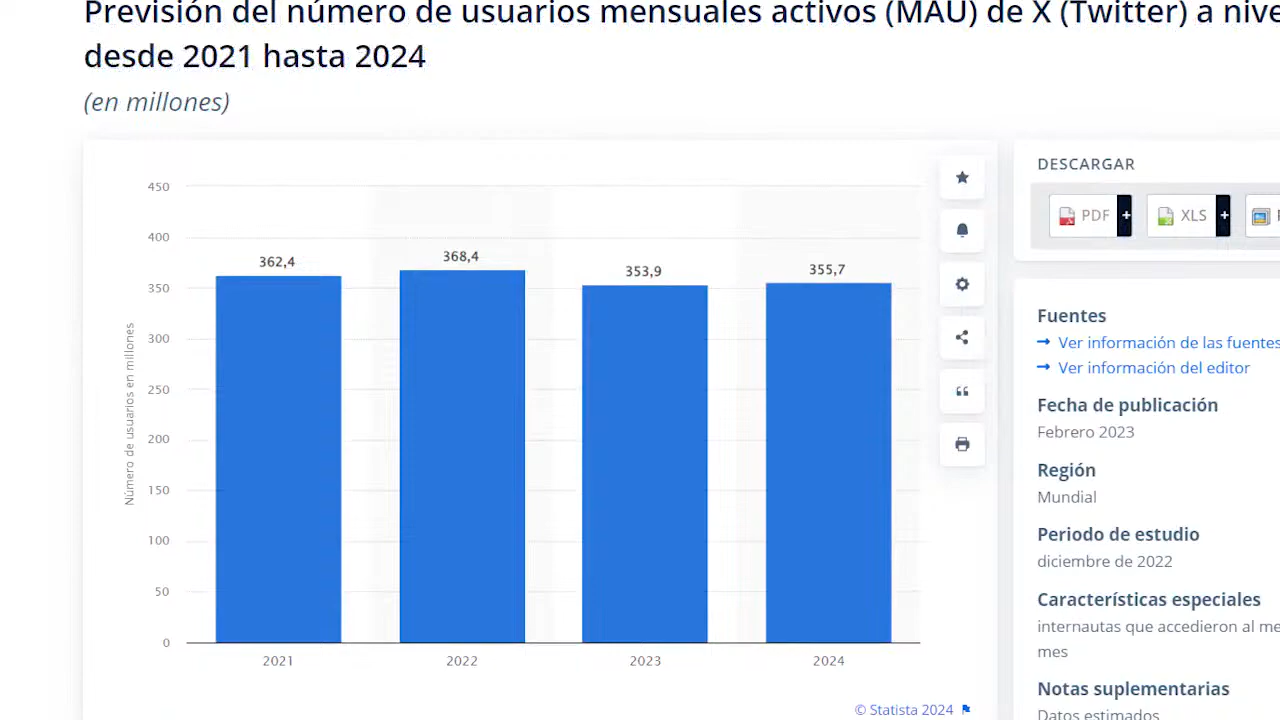 Previsión del número de usuarios mensuales activos (MAU) de X (Twitter) a
desde 2021 hasta 2024
(en millones)
450
400
350
300
250
200
150
100
50
0
Número de usuarios en millones
362,4
368,4
353,9
355,7
2021
2022
2023
2024
© Statista 2024
DESCARGAR
PDF +
XLS +
Fuentes
→ Ver información de las fuentes
→ Ver información del editor
Fecha de publicación
Febrero 2023
Región
Mundial
Periodo de estudio
diciembre de 2022
Características especiales
internautas que accedieron al
mes
Notas suplementarias
Datos estimados